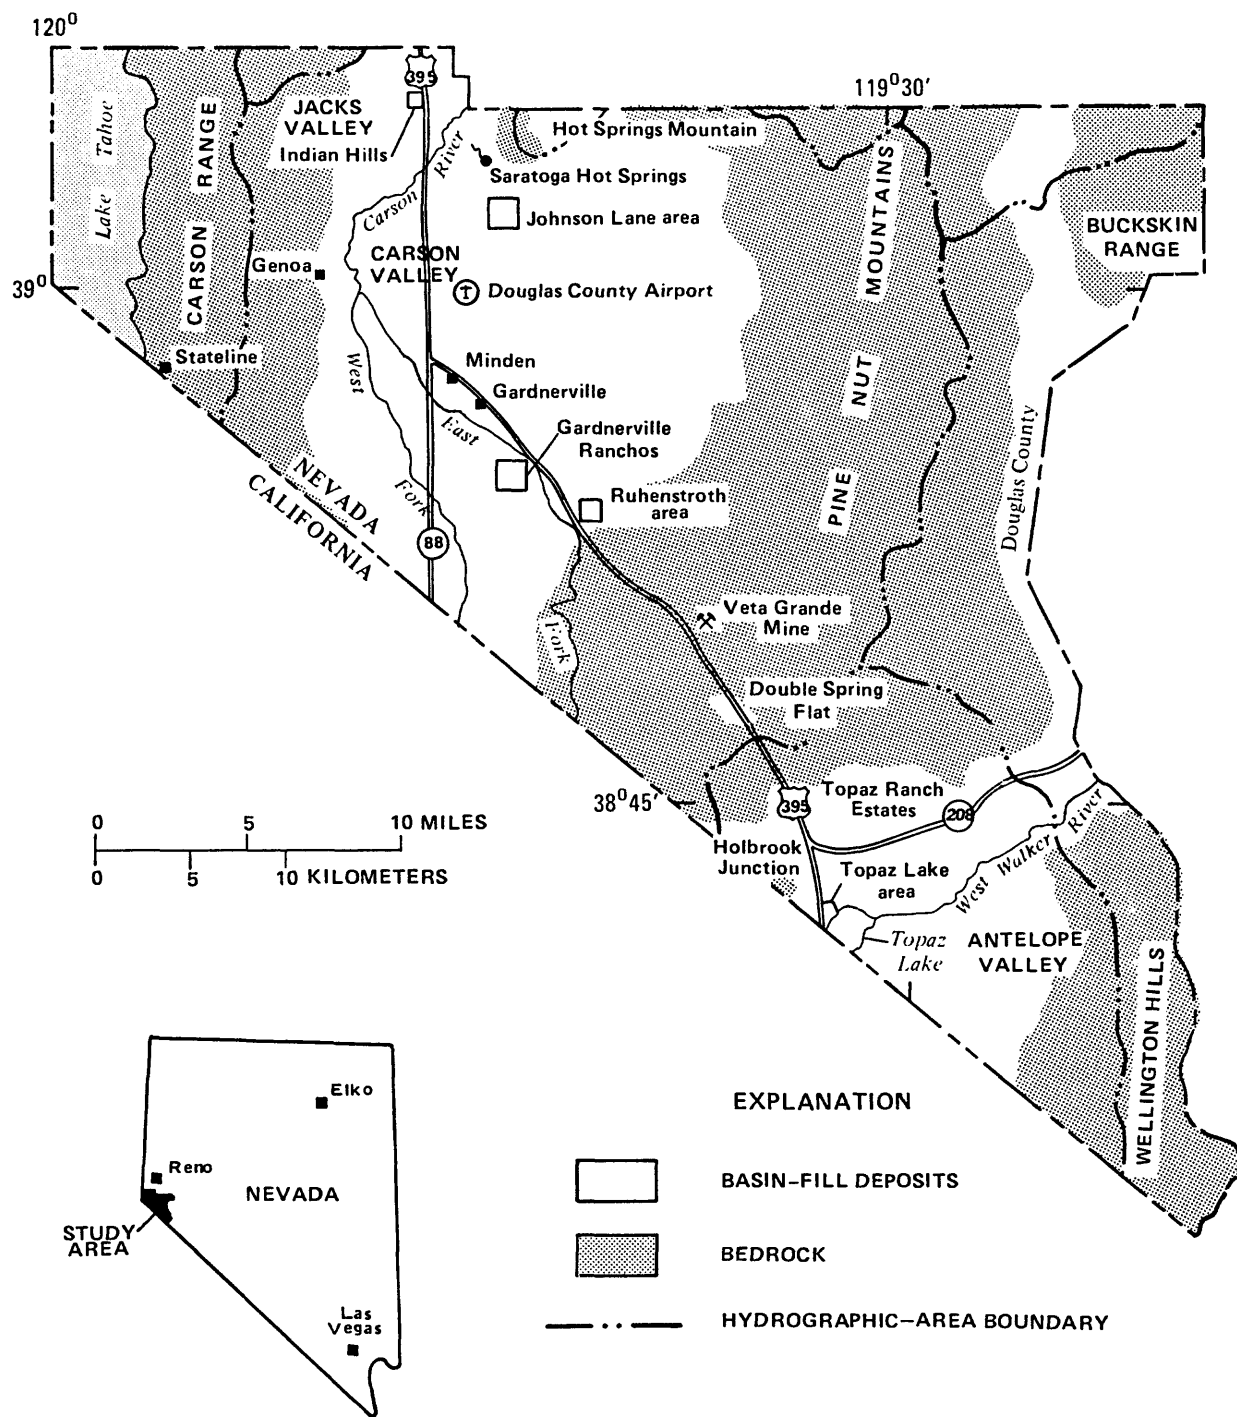 120°
119° 30′
39°
38° 45′
Lake Tahoe
CARSON RANGE
JACKS
VALLEY
Indian Hills
395
Carson
River
Hot Springs Mountain
Saratoga Hot Springs
Johnson Lane area
CARSON
VALLEY
Genoa
Douglas County Airport
Stateline
Minden
Gardnerville
Gardnerville
Ranchos
Ruhenstroth
area
West
Fork
East
Fork
88
NEVADA
CALIFORNIA
PINE NUT MOUNTAINS
BUCKSKIN
RANGE
Douglas County
Veta Grande
Mine
Double Spring
Flat
395
Topaz Ranch
Estates
208
Holbrook
Junction
Topaz Lake
area
West Walker River
Topaz
Lake
ANTELOPE
VALLEY
WELLINGTON HILLS
0 5 10 MILES
0 5 10 KILOMETERS
Elko
Reno
NEVADA
STUDY
AREA
Las
Vegas
EXPLANATION
BASIN-FILL DEPOSITS
BEDROCK
HYDROGRAPHIC-AREA BOUNDARY